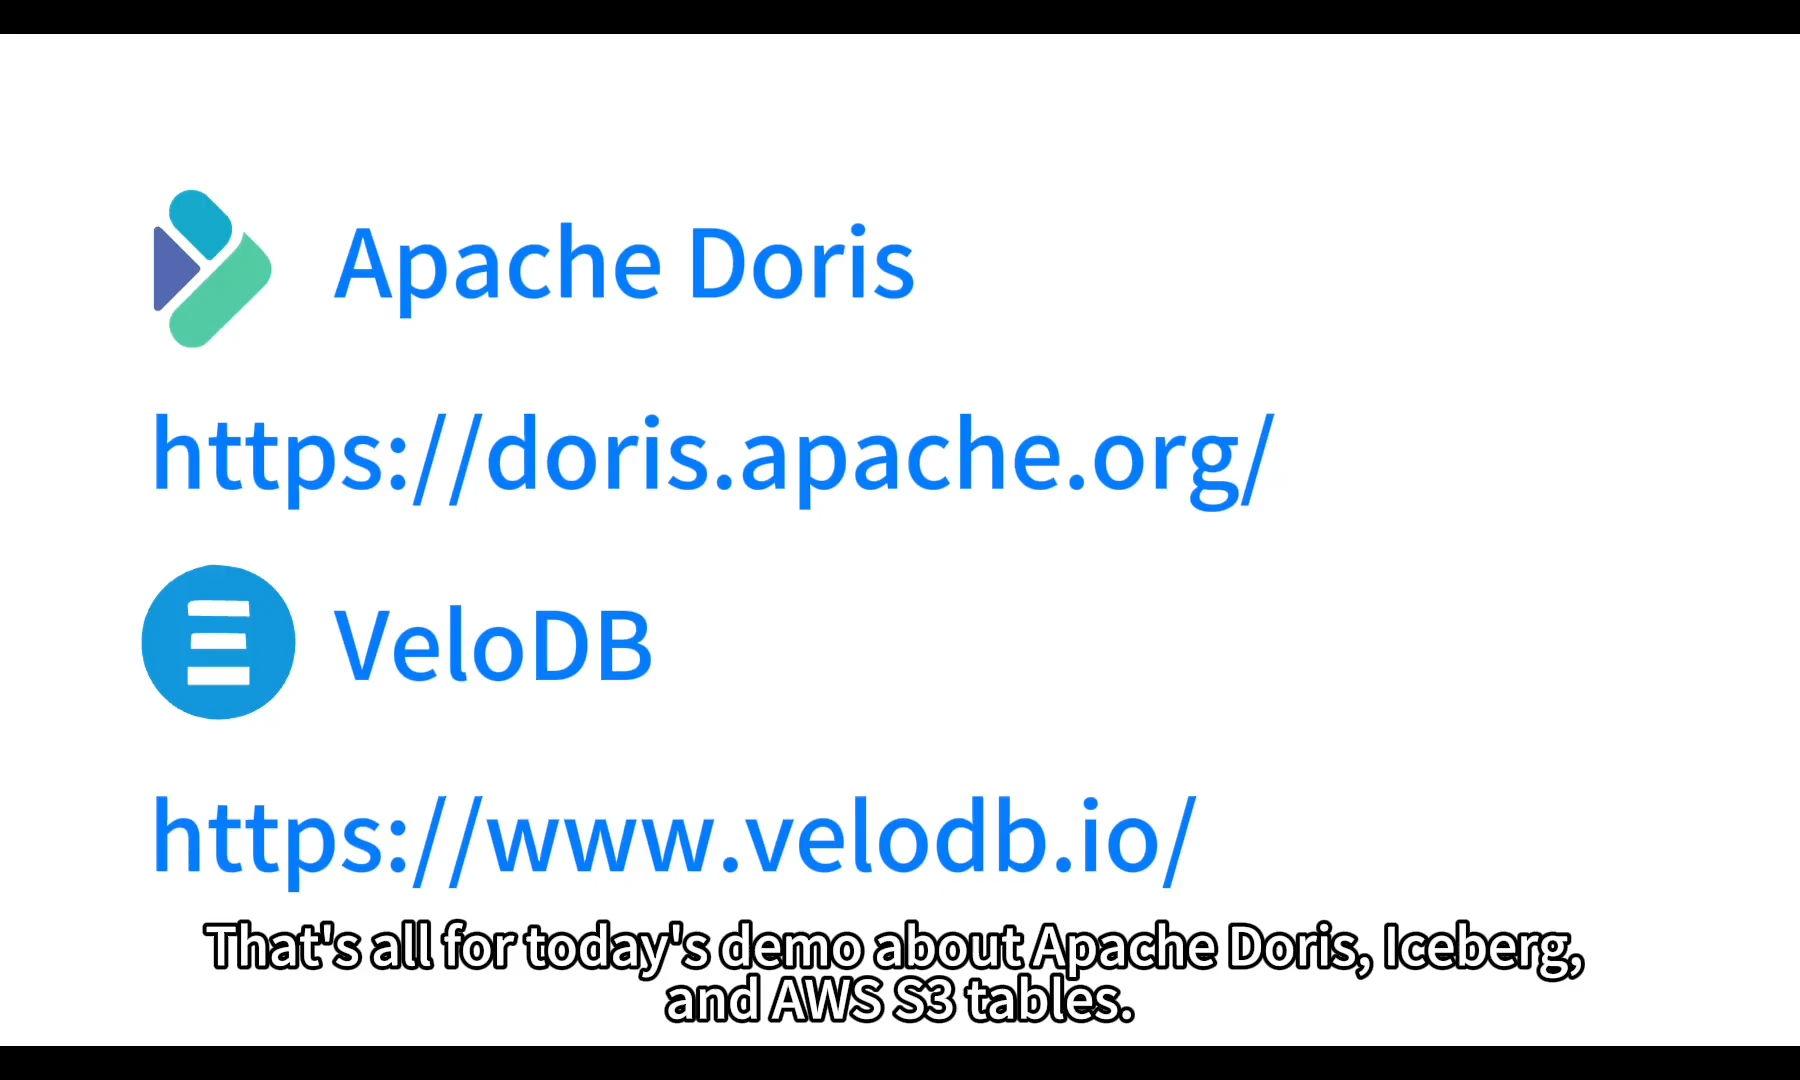 Apache Doris
https://doris.apache.org/
VeloDB
https://www.velodb.io/
That's all for today's demo about Apache Doris, Iceberg,
and AWS S3 tables.